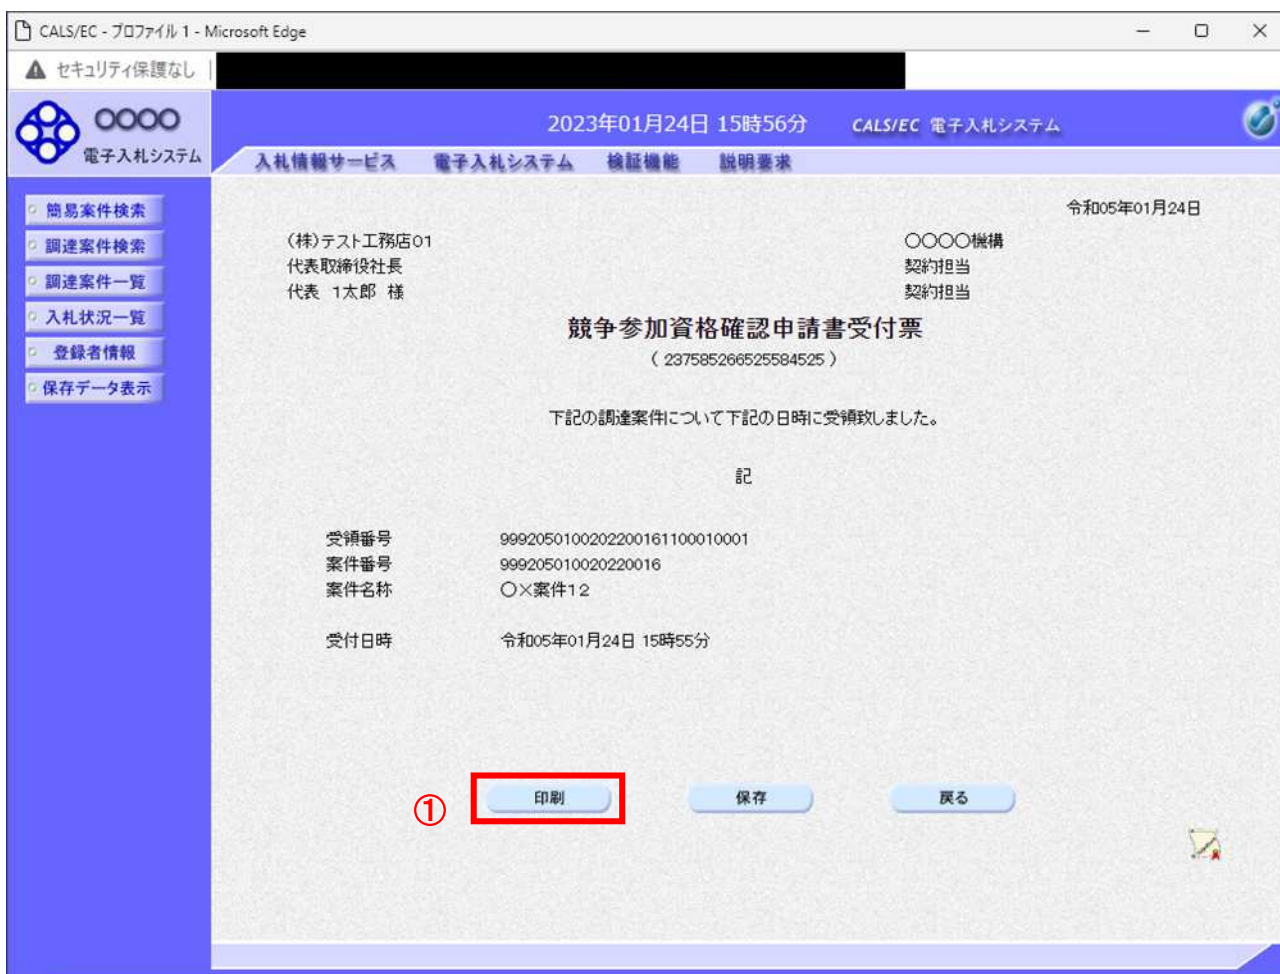 CALS/EC - プロファイル 1 - Microsoft Edge
セキュリティ保護なし
〇〇〇〇
電子入札システム
2023年01月24日 15時56分 CALS/EC 電子入札システム
入札情報サービス 電子入札システム 検証機能 説明要求
簡易案件検索
調達案件検索
調達案件一覧
入札状況一覧
登録者情報
保存データ表示
令和05年01月24日
(株)テスト工務店01
代表取締役社長
代表 1太郎 様
〇〇〇〇機構
契約担当
契約担当
競争参加資格確認申請書受付票
( 237585266525584525 )
下記の調達案件について下記の日時に受領致しました。
記
受領番号 99920501002022001611000100​01
案件番号 999205010020220016
案件名称 〇×案件12
受付日時 令和05年01月24日 15時55分
①
印刷 保存 戻る